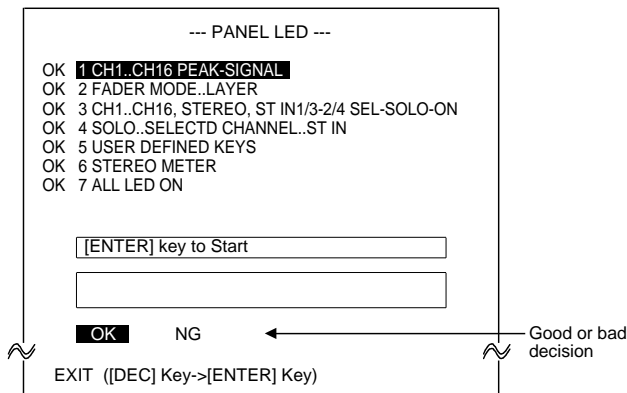 --- PANEL LED ---
OK 1 CH1..CH16 PEAK-SIGNAL
OK 2 FADER MODE..LAYER
OK 3 CH1..CH16, STEREO, ST IN1/3-2/4 SEL-SOLO-ON
OK 4 SOLO..SELECTD CHANNEL..ST IN
OK 5 USER DEFINED KEYS
OK 6 STEREO METER
OK 7 ALL LED ON
[ENTER] key to Start
OK NG
Good or bad
decision
EXIT ([DEC] Key->[ENTER] Key)